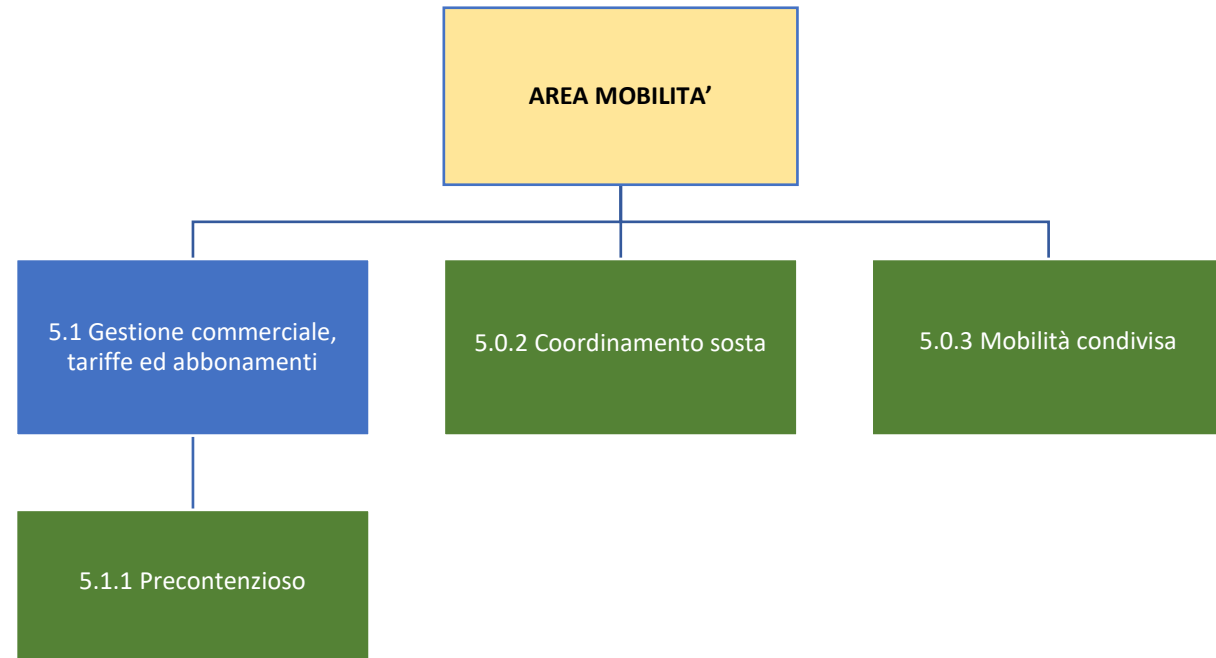 AREA MOBILITA’
5.1 Gestione commerciale,
tariffe ed abbonamenti
5.0.2 Coordinamento sosta
5.0.3 Mobilità condivisa
5.1.1 Precontenzioso